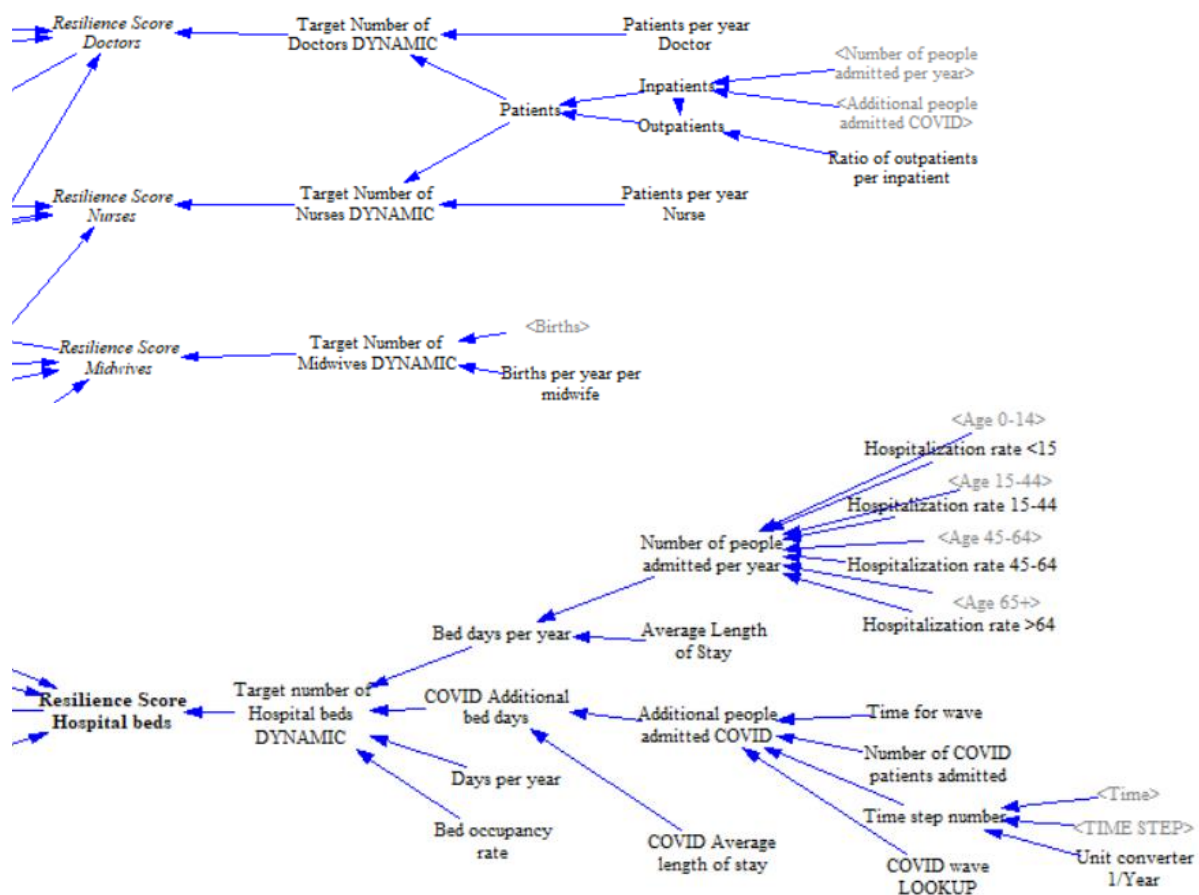 Resilience Score
Doctors
Target Number of
Doctors DYNAMIC
Patients per year
Doctor
<Number of people
admitted per year>
Inpatients
<Additional people
admitted COVID>
Patients
Outpatients
Ratio of outpatients
per inpatient
Resilience Score
Nurses
Target Number of
Nurses DYNAMIC
Patients per year
Nurse
Resilience Score
Midwives
Target Number of
Midwives DYNAMIC
<Births>
Births per year per
midwife
<Age 0-14>
Hospitalization rate <15
<Age 15-44>
Hospitalization rate 15-44
Number of people
admitted per year
<Age 45-64>
Hospitalization rate 45-64
<Age 65+>
Hospitalization rate >64
Bed days per year
Average Length
of Stay
Resilience Score
Hospital beds
Target number of
Hospital beds
DYNAMIC
COVID Additional
bed days
Additional people
admitted COVID
Time for wave
Number of COVID
patients admitted
Days per year
Time step number
<Time>
<TIME STEP>
Unit converter
1/Year
Bed occupancy
rate
COVID Average
length of stay
COVID wave
LOOKUP